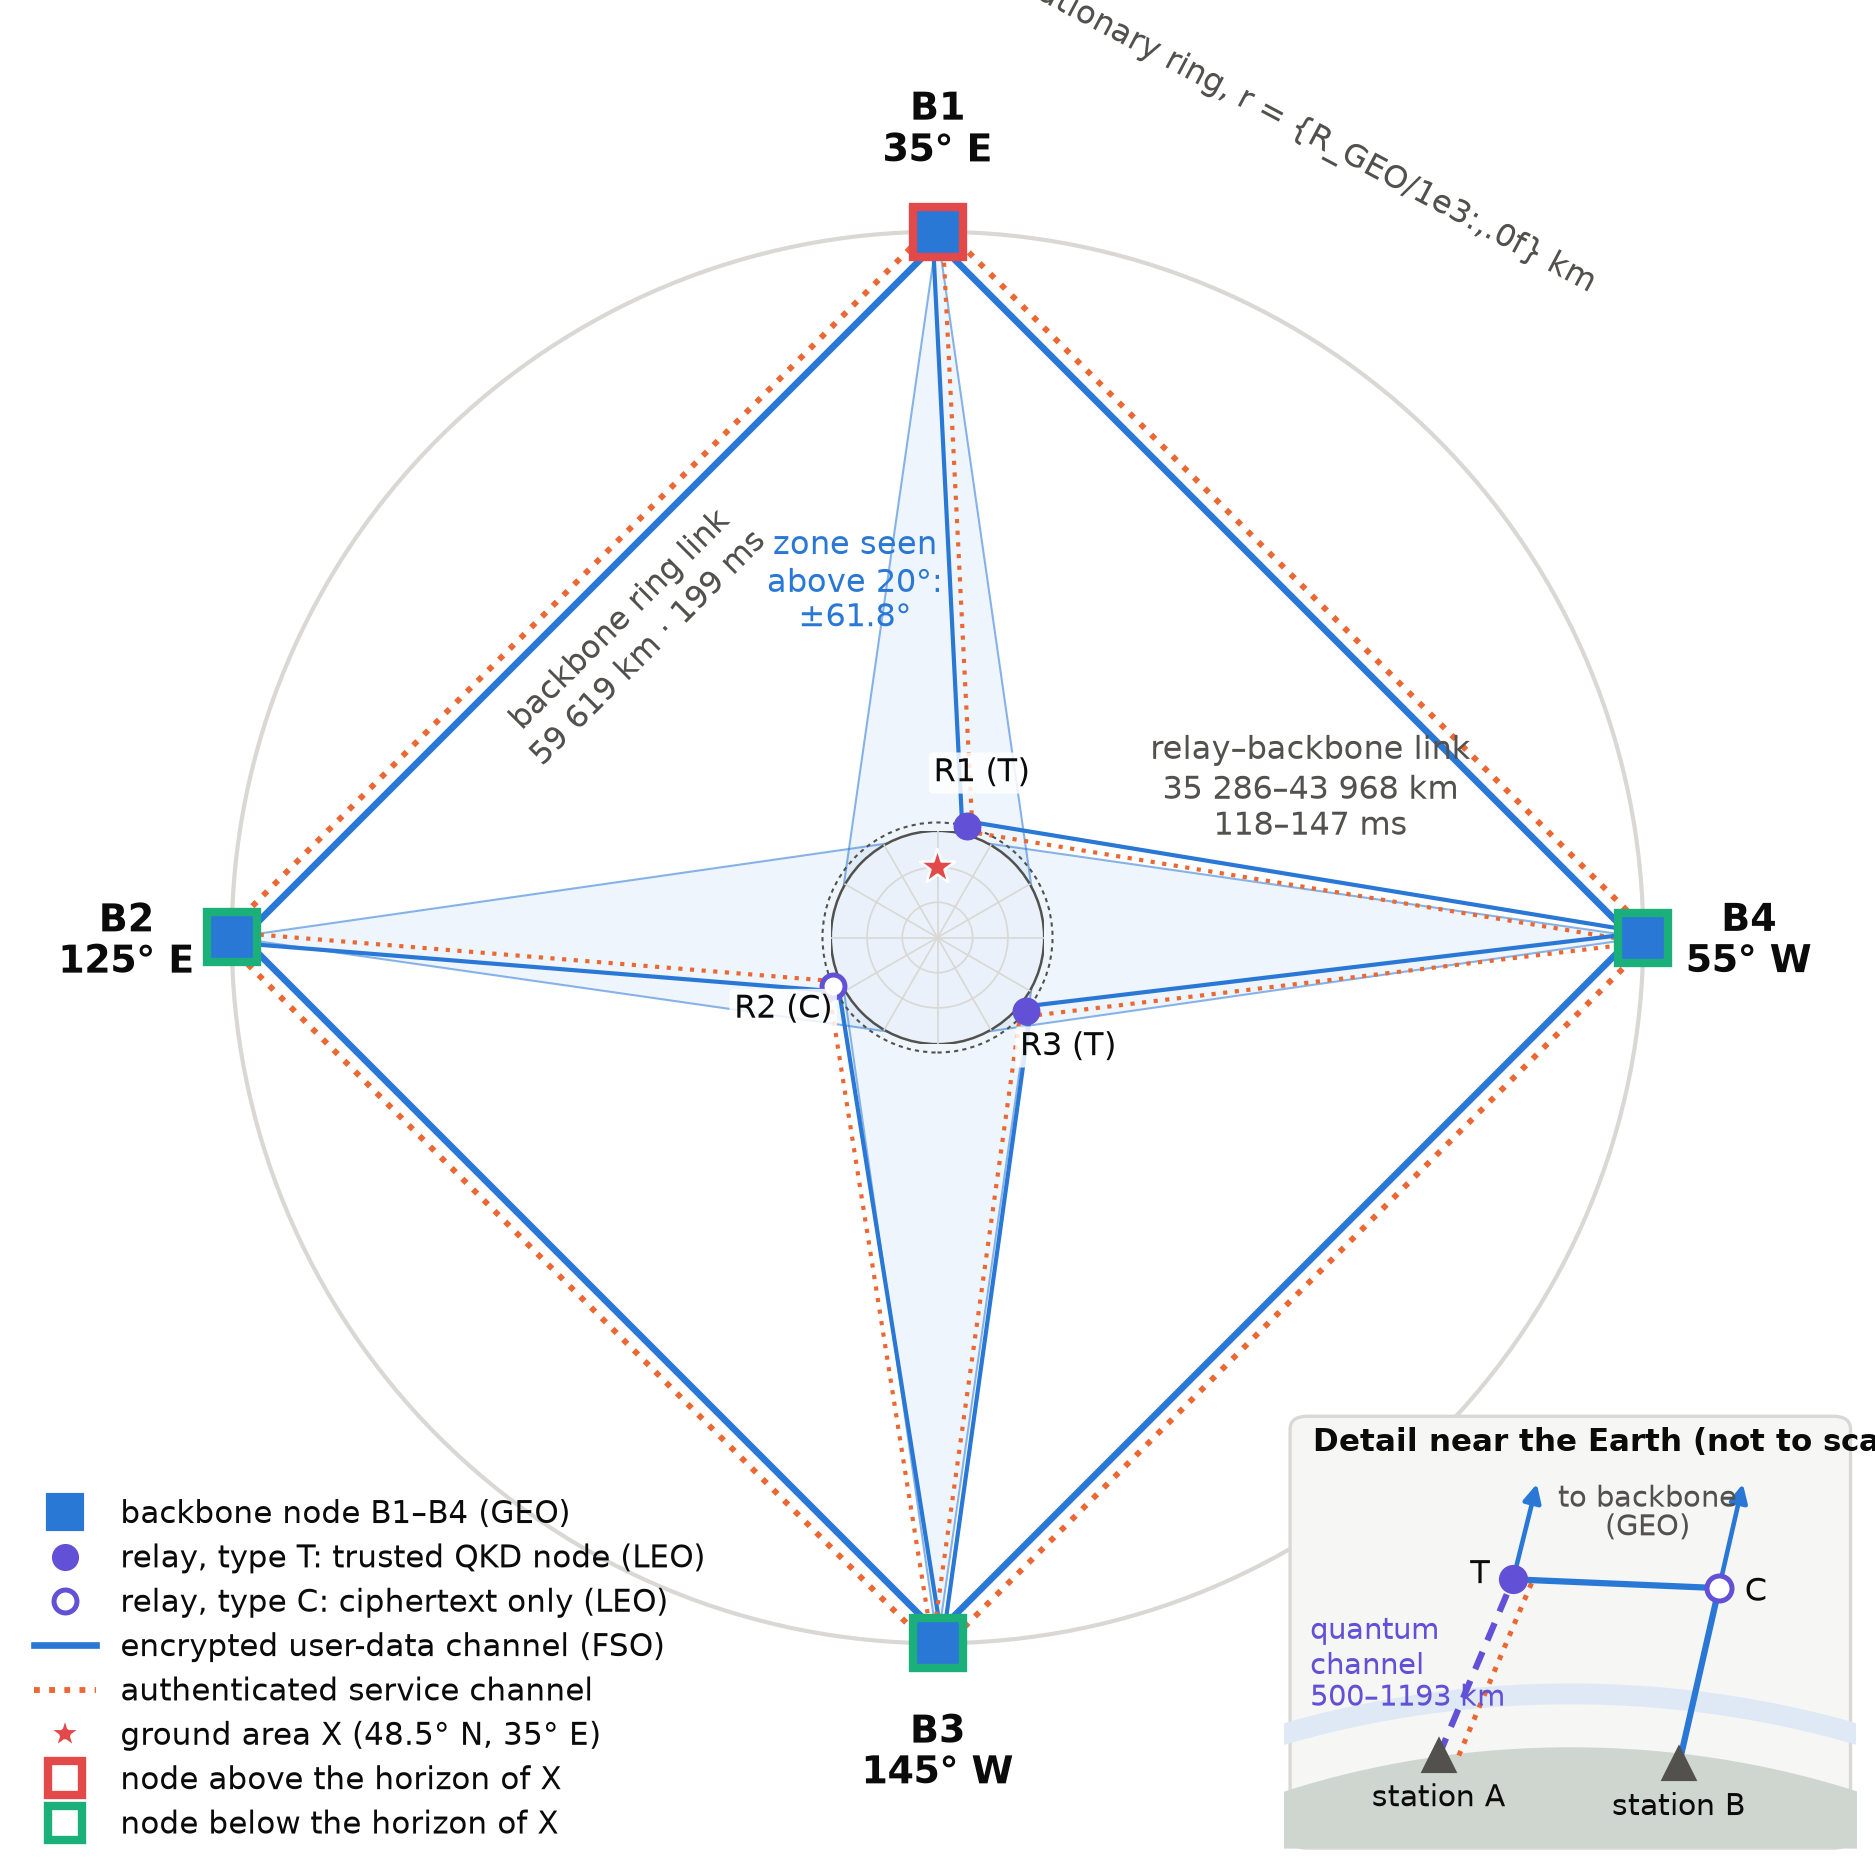 ationary ring, r = {R_GEO/1e3:,.0f} km
B1
35° E
backbone ring link
59 619 km · 199 ms
zone seen
above 20°:
±61.8°
relay–backbone link
35 286–43 968 km
118–147 ms
R1 (T)
B2
125° E
B4
55° W
R2 (C)
R3 (T)
B3
145° W
backbone node B1–B4 (GEO)
relay, type T: trusted QKD node (LEO)
relay, type C: ciphertext only (LEO)
encrypted user-data channel (FSO)
authenticated service channel
ground area X (48.5° N, 35° E)
node above the horizon of X
node below the horizon of X
Detail near the Earth (not to sca
to backbone
(GEO)
T
C
quantum
channel
500–1193 km
station A
station B